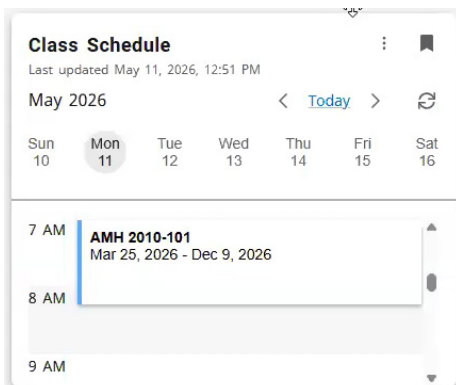 Class Schedule
Last updated May 11, 2026, 12:51 PM
May 2026
Today
Sun Mon Tue Wed Thu Fri Sat
10 11 12 13 14 15 16
7 AM
AMH 2010-101
Mar 25, 2026 - Dec 9, 2026
8 AM
9 AM